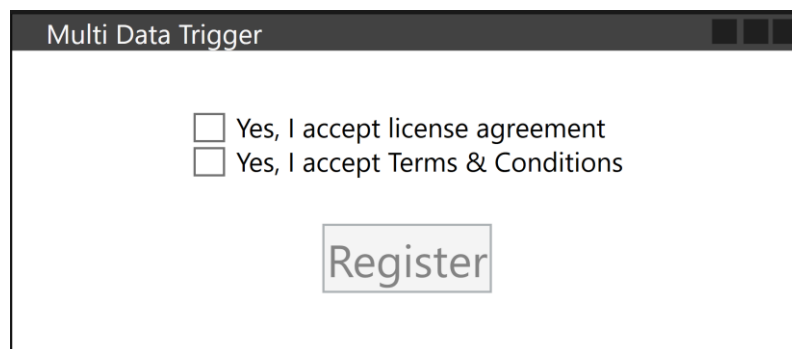 Multi Data Trigger
Yes, I accept license agreement
Yes, I accept Terms & Conditions
Register